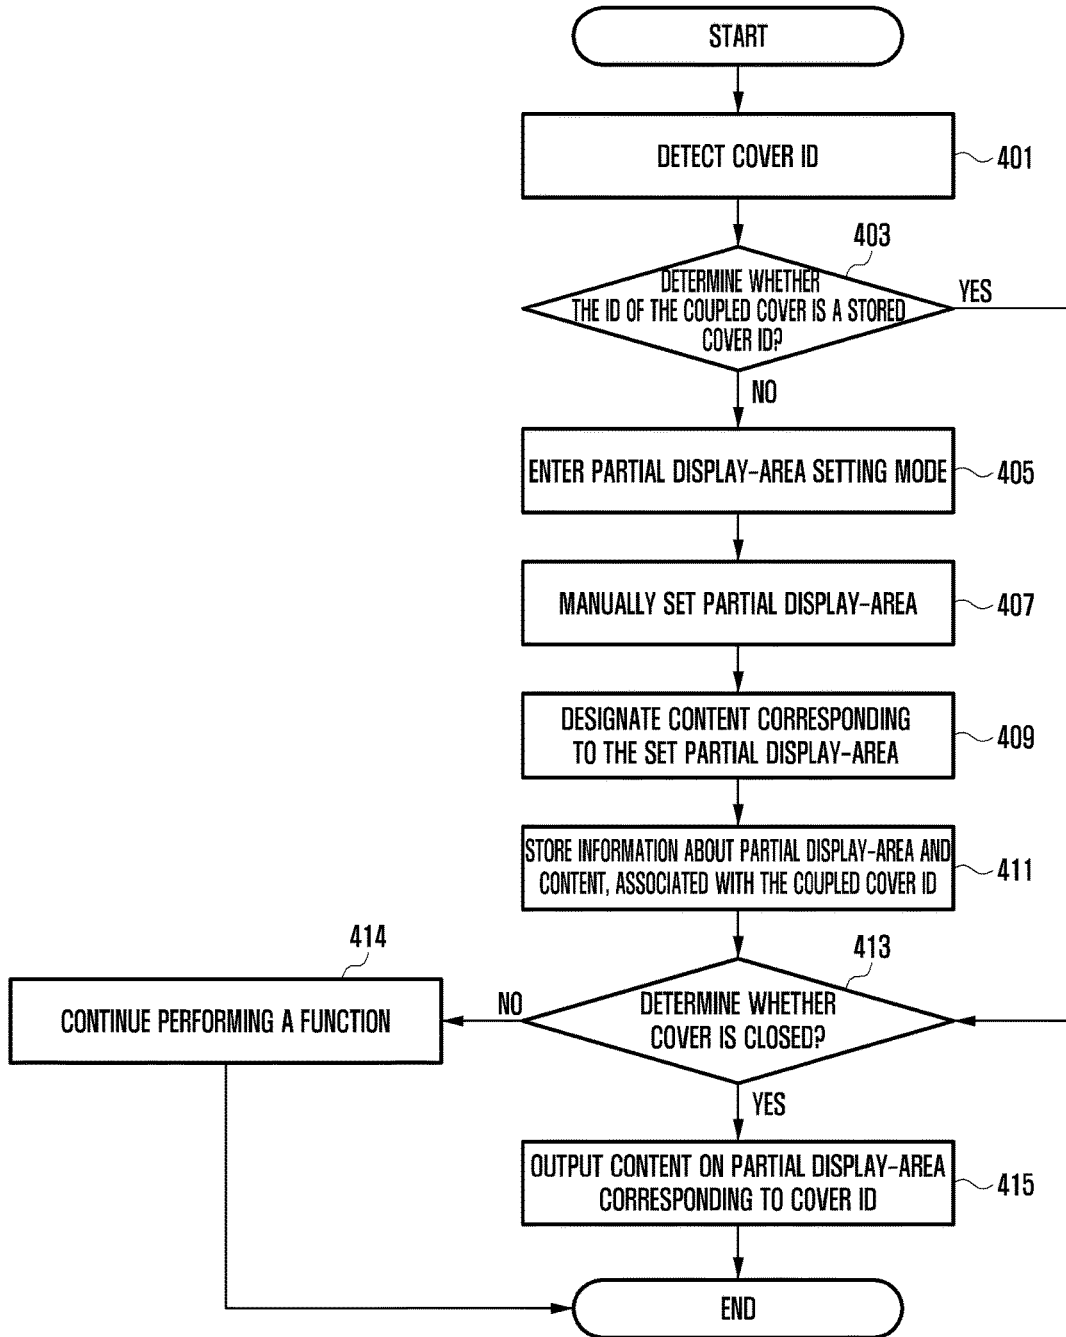 START
DETECT COVER ID
401
403
DETERMINE WHETHER
THE ID OF THE COUPLED COVER IS A STORED
COVER ID?
YES
NO
ENTER PARTIAL DISPLAY-AREA SETTING MODE
405
MANUALLY SET PARTIAL DISPLAY-AREA
407
DESIGNATE CONTENT CORRESPONDING
TO THE SET PARTIAL DISPLAY-AREA
409
STORE INFORMATION ABOUT PARTIAL DISPLAY-AREA AND
CONTENT, ASSOCIATED WITH THE COUPLED COVER ID
411
414
413
CONTINUE PERFORMING A FUNCTION
NO
DETERMINE WHETHER
COVER IS CLOSED?
YES
OUTPUT CONTENT ON PARTIAL DISPLAY-AREA
CORRESPONDING TO COVER ID
415
END